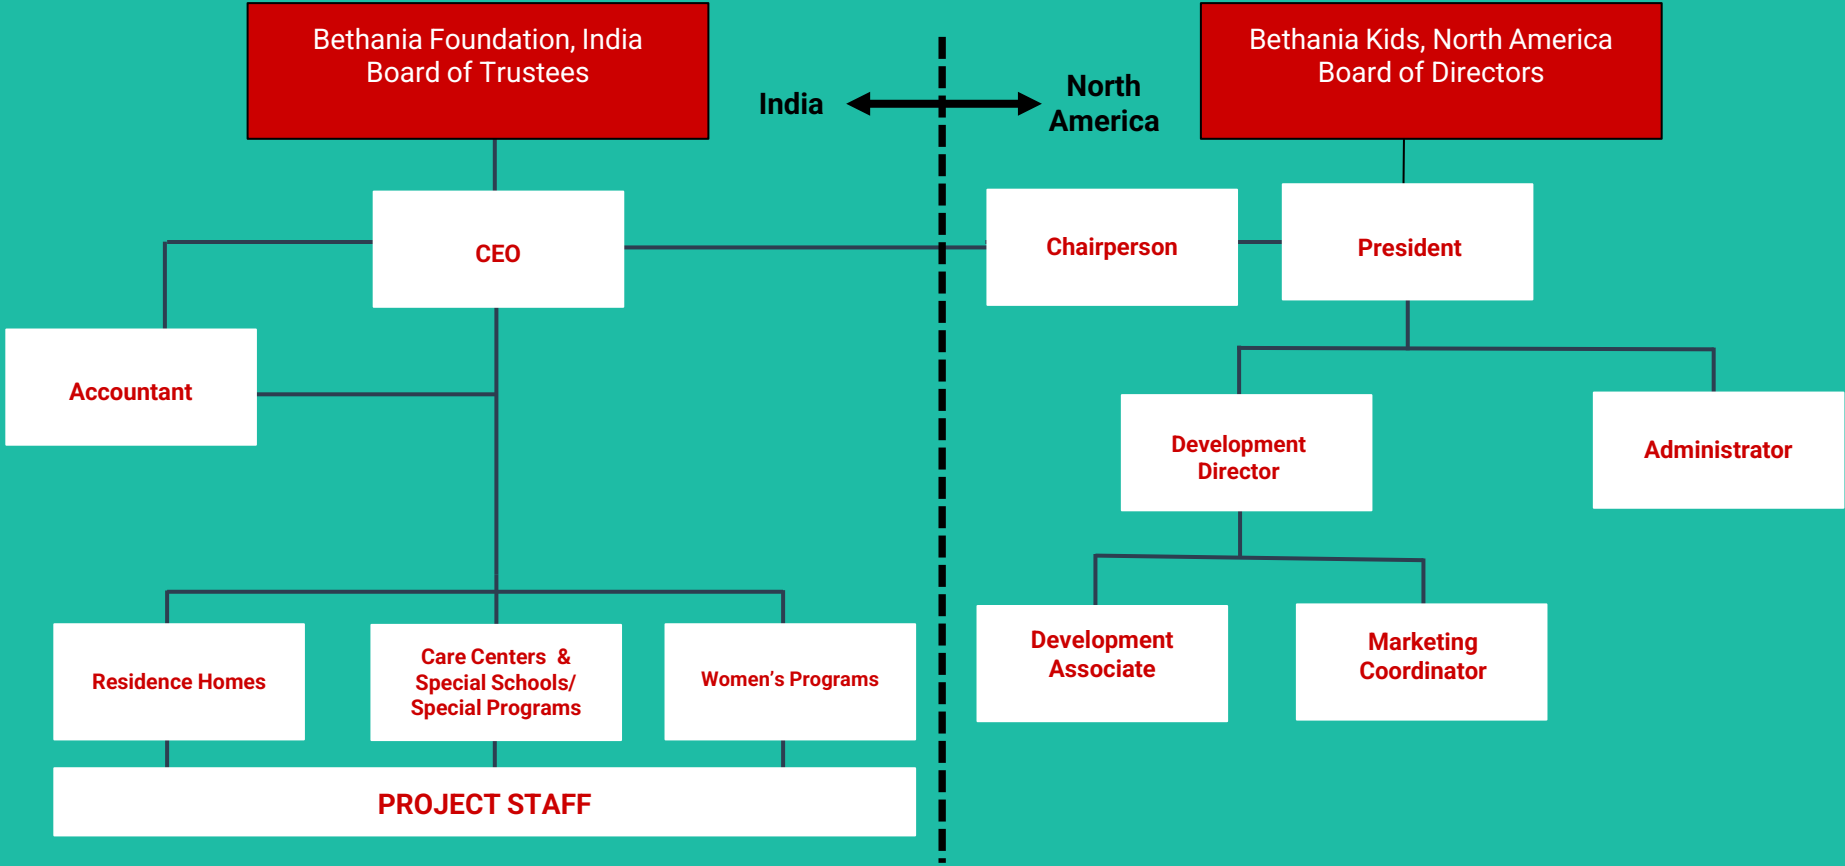 Bethania Foundation, India
Board of Trustees
Bethania Kids, North America
Board of Directors
India
North
America
CEO
Chairperson
President
Accountant
Development
Director
Administrator
Residence Homes
Care Centers &
Special Schools/
Special Programs
Women’s Programs
Development
Associate
Marketing
Coordinator
PROJECT STAFF